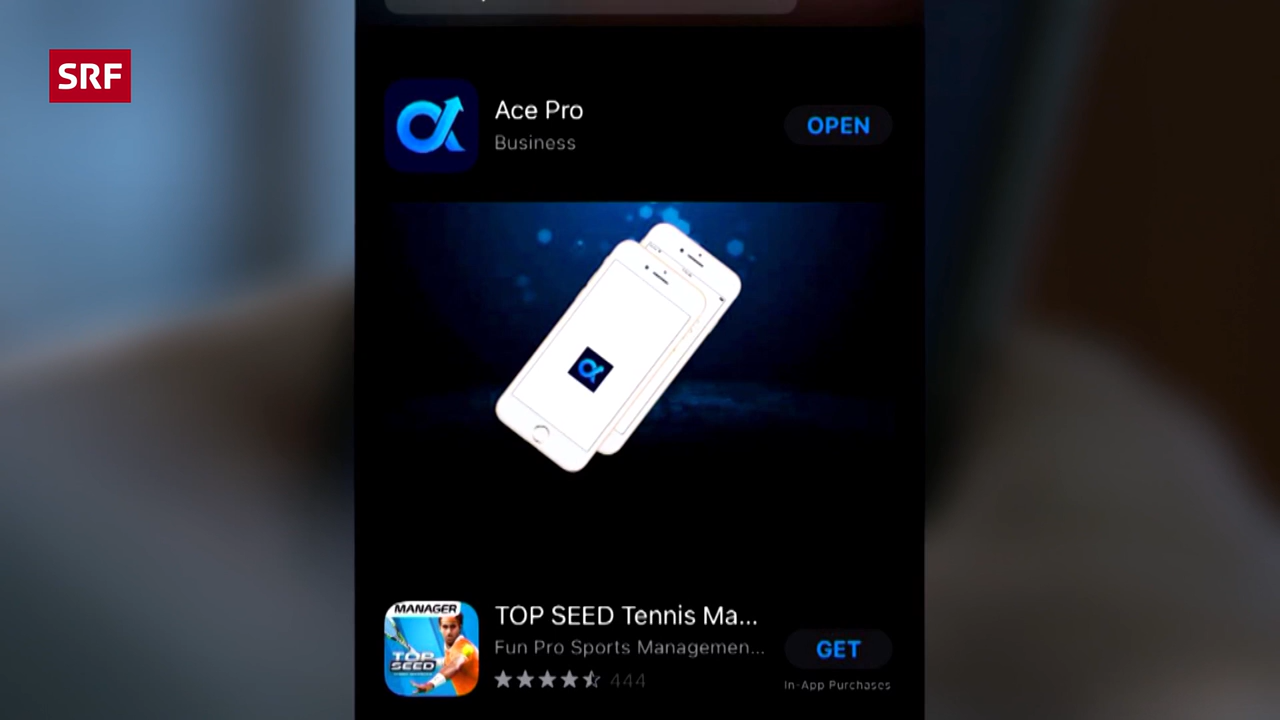 SRF
Ace Pro
Business
OPEN
MANAGER
TOP
SEED
TOP SEED Tennis Ma...
Fun Pro Sports Managemen...
444
GET
In-App Purchases